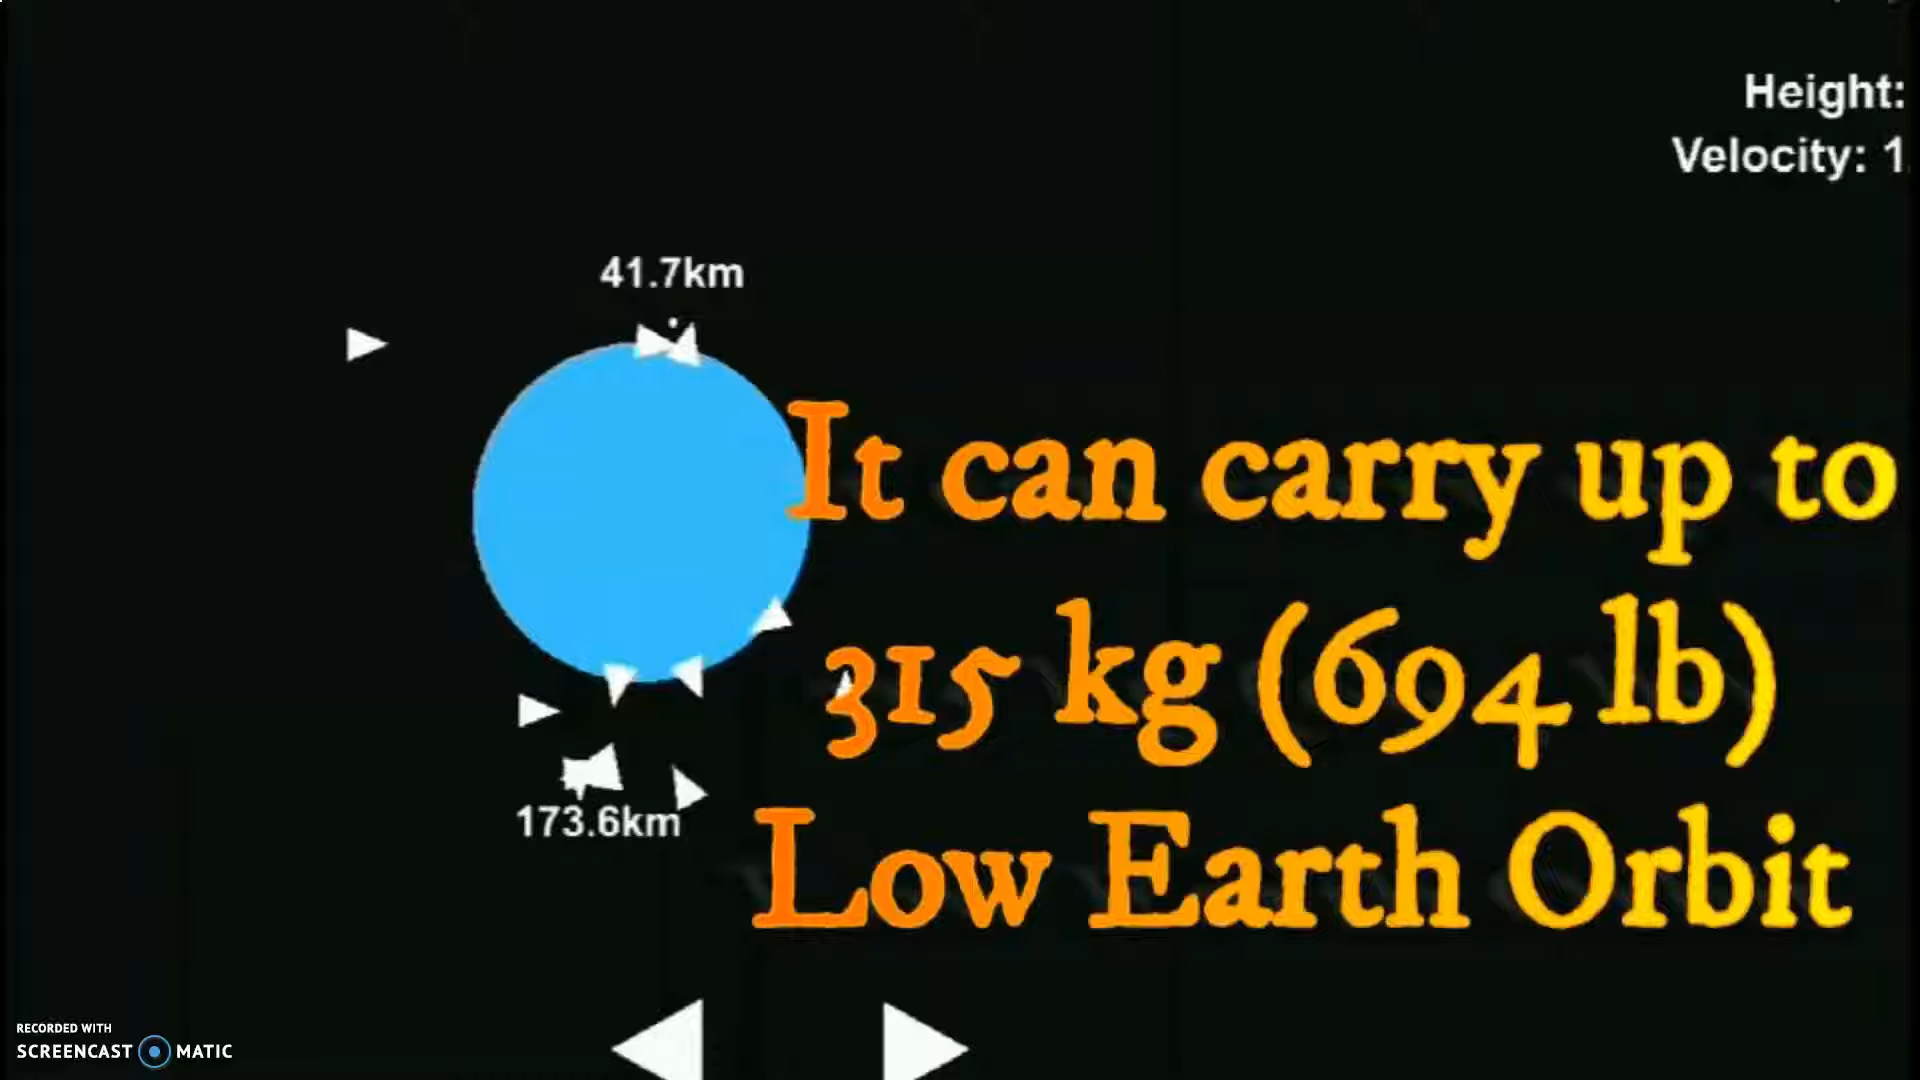 Height:
Velocity: 1.
41.7km
It can carry up to
315 kg (694 lb)
173.6km
Low Earth Orbit
RECORDED WITH
SCREENCAST MATIC